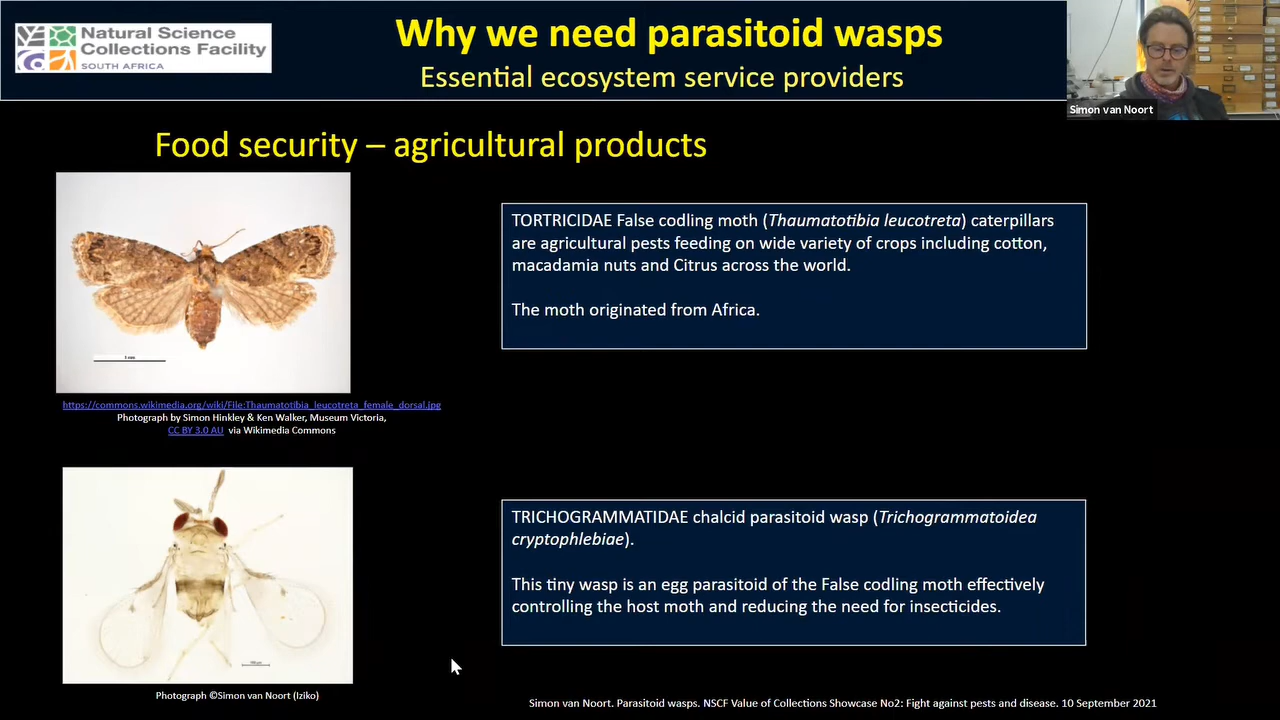 Natural Science
Collections Facility
SOUTH AFRICA
Why we need parasitoid wasps
Essential ecosystem service providers
Simon van Noort
Food security – agricultural products
TORTRICIDAE False codling moth (Thaumatotibia leucotreta) caterpillars
are agricultural pests feeding on wide variety of crops including cotton,
macadamia nuts and Citrus across the world.
The moth originated from Africa.
https://commons.wikimedia.org/wiki/File:Thaumatotibia_leucotreta_female_dorsal.jpg
Photograph by Simon Hinkley & Ken Walker, Museum Victoria,
CC BY 3.0 AU via Wikimedia Commons
TRICHOGRAMMATIDAE chalcid parasitoid wasp (Trichogrammatoidea
cryptophlebiae).
This tiny wasp is an egg parasitoid of the False codling moth effectively
controlling the host moth and reducing the need for insecticides.
Photograph ©Simon van Noort (Iziko)
Simon van Noort. Parasitoid wasps. NSCF Value of Collections Showcase No2: Fight against pests and disease. 10 September 2021